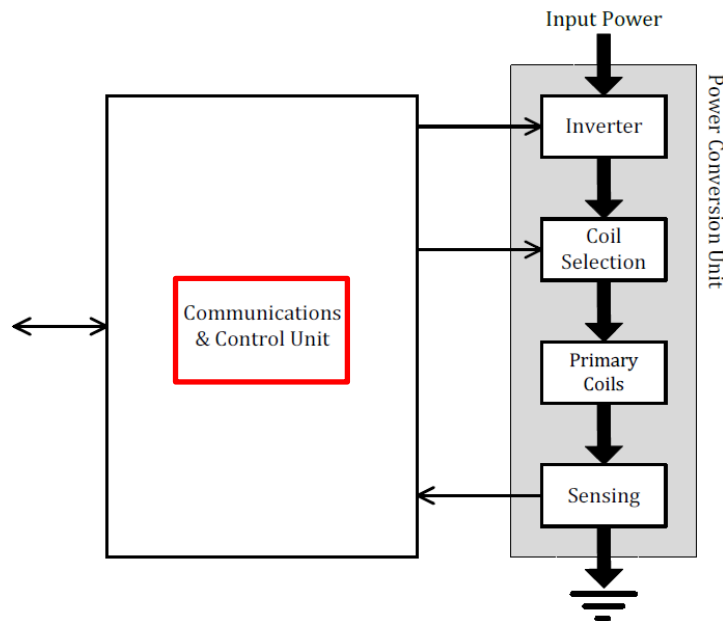 Input Power
Inverter
Coil
Selection
Primary
Coils
Sensing
Power Conversion Unit
Communications
& Control Unit